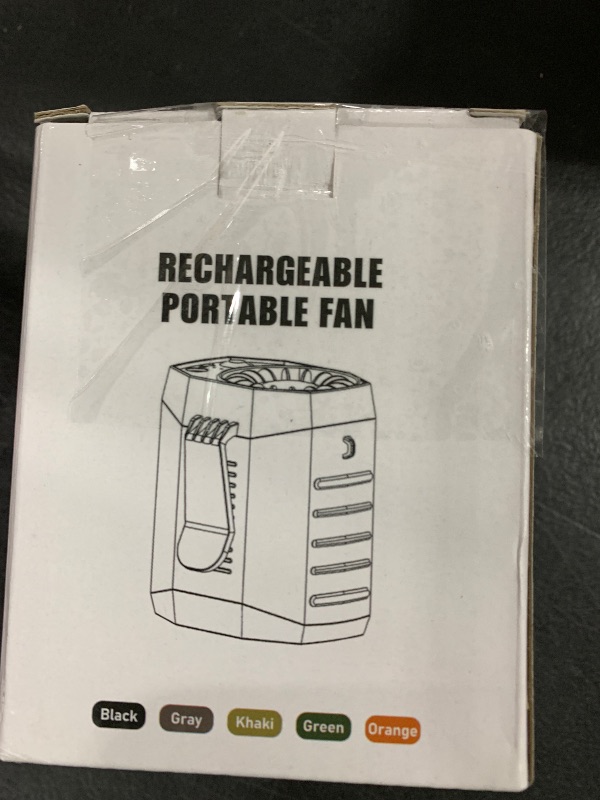 RECHARGEABLE
PORTABLE FAN
Black Gray Khaki Green Orange